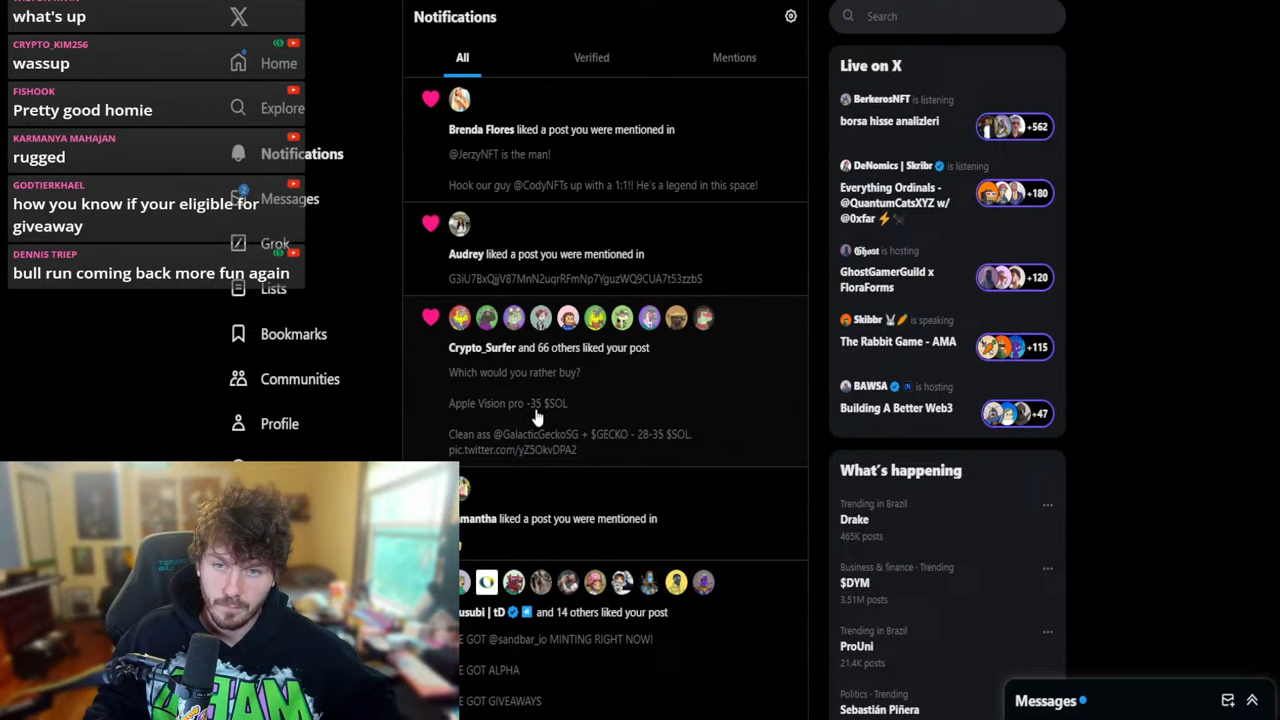 what's up
CRYPTO_KIM256
wassup
FISHOOK
Pretty good homie
KARMANYA MAHAJAN
rugged
GODTIERKHAEL
how you know if your eligible for
giveaway
DENNIS TRIEP
bull run coming back more fun again
Home
Explore
Notifications
2
Messages
Grok
Lists
Bookmarks
Communities
Profile
Notifications
All
Verified
Mentions
Brenda Flores liked a post you were mentioned in
@JerzyNFT is the man!
Hook our guy @CodyNFTs up with a 1:1!! He's a legend in this space!
Audrey liked a post you were mentioned in
G3iU7BxQjjV87MnN2uqrRFmNp7YguzWQ9CUA7t53zzbS
Crypto_Surfer and 66 others liked your post
Which would you rather buy?
Apple Vision pro -35 $SOL
Clean ass @GalacticGeckoSG + $GECKO - 28-35 $SOL.
pic.twitter.com/yZ5OkvDPA2
mantha liked a post you were mentioned in
usubi | tD and 14 others liked your post
E GOT @sandbar_io MINTING RIGHT NOW!
E GOT ALPHA
E GOT GIVEAWAYS
Search
Live on X
BerkerosNFT is listening
borsa hisse analizleri
+562
DeNomics | Skribr is listening
Everything Ordinals -
@QuantumCatsXYZ w/
@0xfar
+180
Ghost is hosting
GhostGamerGuild x
FloraForms
+120
Skibbr is speaking
The Rabbit Game - AMA
+115
BAWSA is hosting
Building A Better Web3
+47
What's happening
Trending in Brazil
Drake
465K posts
Business & finance · Trending
$DYM
3.51M posts
Trending in Brazil
ProUni
21.4K posts
Politics · Trending
Sebastián Piñera
Messages